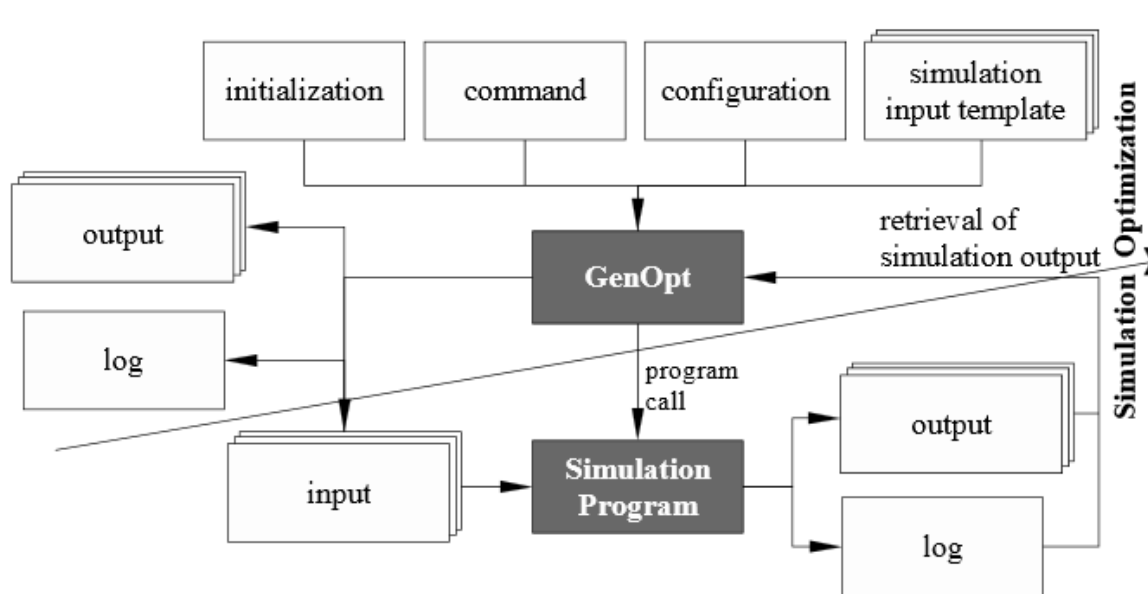 initialization
command
configuration
simulation
input template
output
retrieval of
simulation output
GenOpt
log
program
call
output
input
Simulation
Program
log
Simulation Optimization